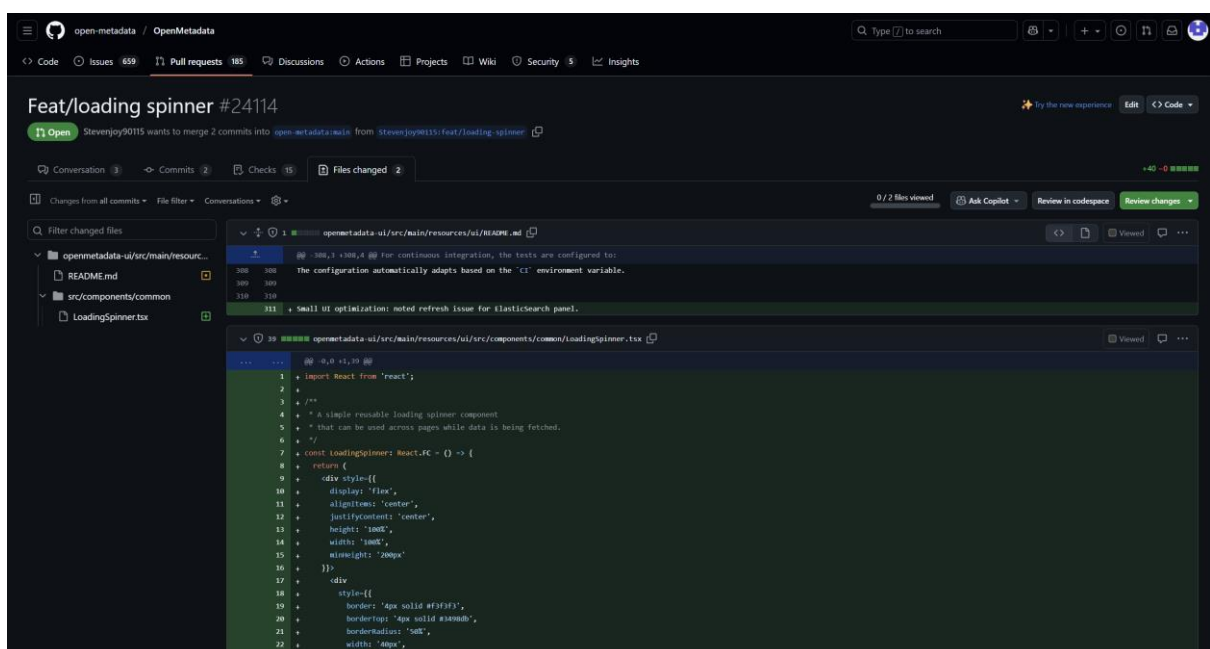 open-metadata / OpenMetadata
Type / to search
Code
Issues 659
Pull requests 185
Discussions
Actions
Projects
Wiki
Security 5
Insights
Feat/loading spinner #24114
Try the new experience
Edit
Code
Open
Stevenjoy90115 wants to merge 2 commits into open-metadata:main from Stevenjoy90115:feat/loading-spinner
Conversation 3
Commits 2
Checks 15
Files changed 2
+40 −0
Changes from all commits
File filter
Conversations
0 / 2 files viewed
Ask Copilot
Review in codespace
Review changes
Filter changed files
openmetadata-ui/src/main/resourc...
README.md
src/components/common
LoadingSpinner.tsx
1 openmetadata-ui/src/main/resources/ui/README.md
Viewed
@@ -308,3 +308,4 @@ For continuous integration, the tests are configured to:
308 308 The configuration automatically adapts based on the `CI` environment variable.
309 309
310 310
311 + Small UI optimization: noted refresh issue for ElasticSearch panel.
39 openmetadata-ui/src/main/resources/ui/src/components/common/LoadingSpinner.tsx
Viewed
... ... @@ -0,0 +1,39 @@
1 + import React from 'react';
2 +
3 + /**
4 + * A simple reusable loading spinner component
5 + * that can be used across pages while data is being fetched.
6 + */
7 + const LoadingSpinner: React.FC = () => {
8 + return (
9 + <div style={{
10 + display: 'flex',
11 + alignItems: 'center',
12 + justifyContent: 'center',
13 + height: '100%',
14 + width: '100%',
15 + minHeight: '200px'
16 + }}>
17 + <div
18 + style={{
19 + border: '4px solid #f3f3f3',
20 + borderTop: '4px solid #3498db',
21 + borderRadius: '50%',
22 + width: '40px',